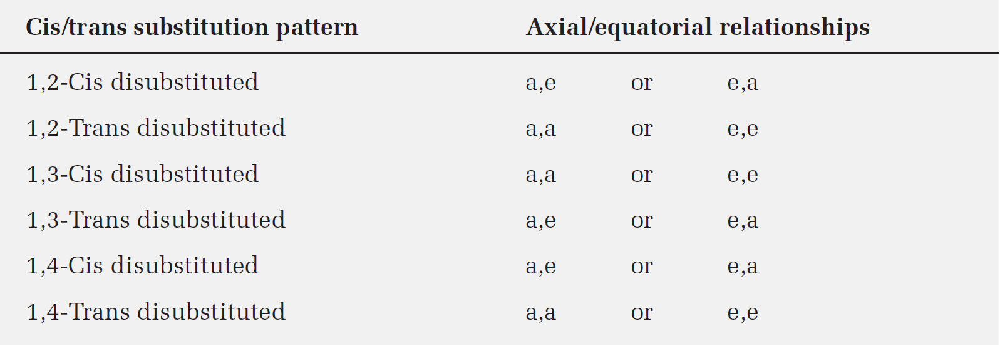 Cis/trans substitution pattern Axial/equatorial relationships
1,2-Cis disubstituted a,e or e,a
1,2-Trans disubstituted a,a or e,e
1,3-Cis disubstituted a,a or e,e
1,3-Trans disubstituted a,e or e,a
1,4-Cis disubstituted a,e or e,a
1,4-Trans disubstituted a,a or e,e